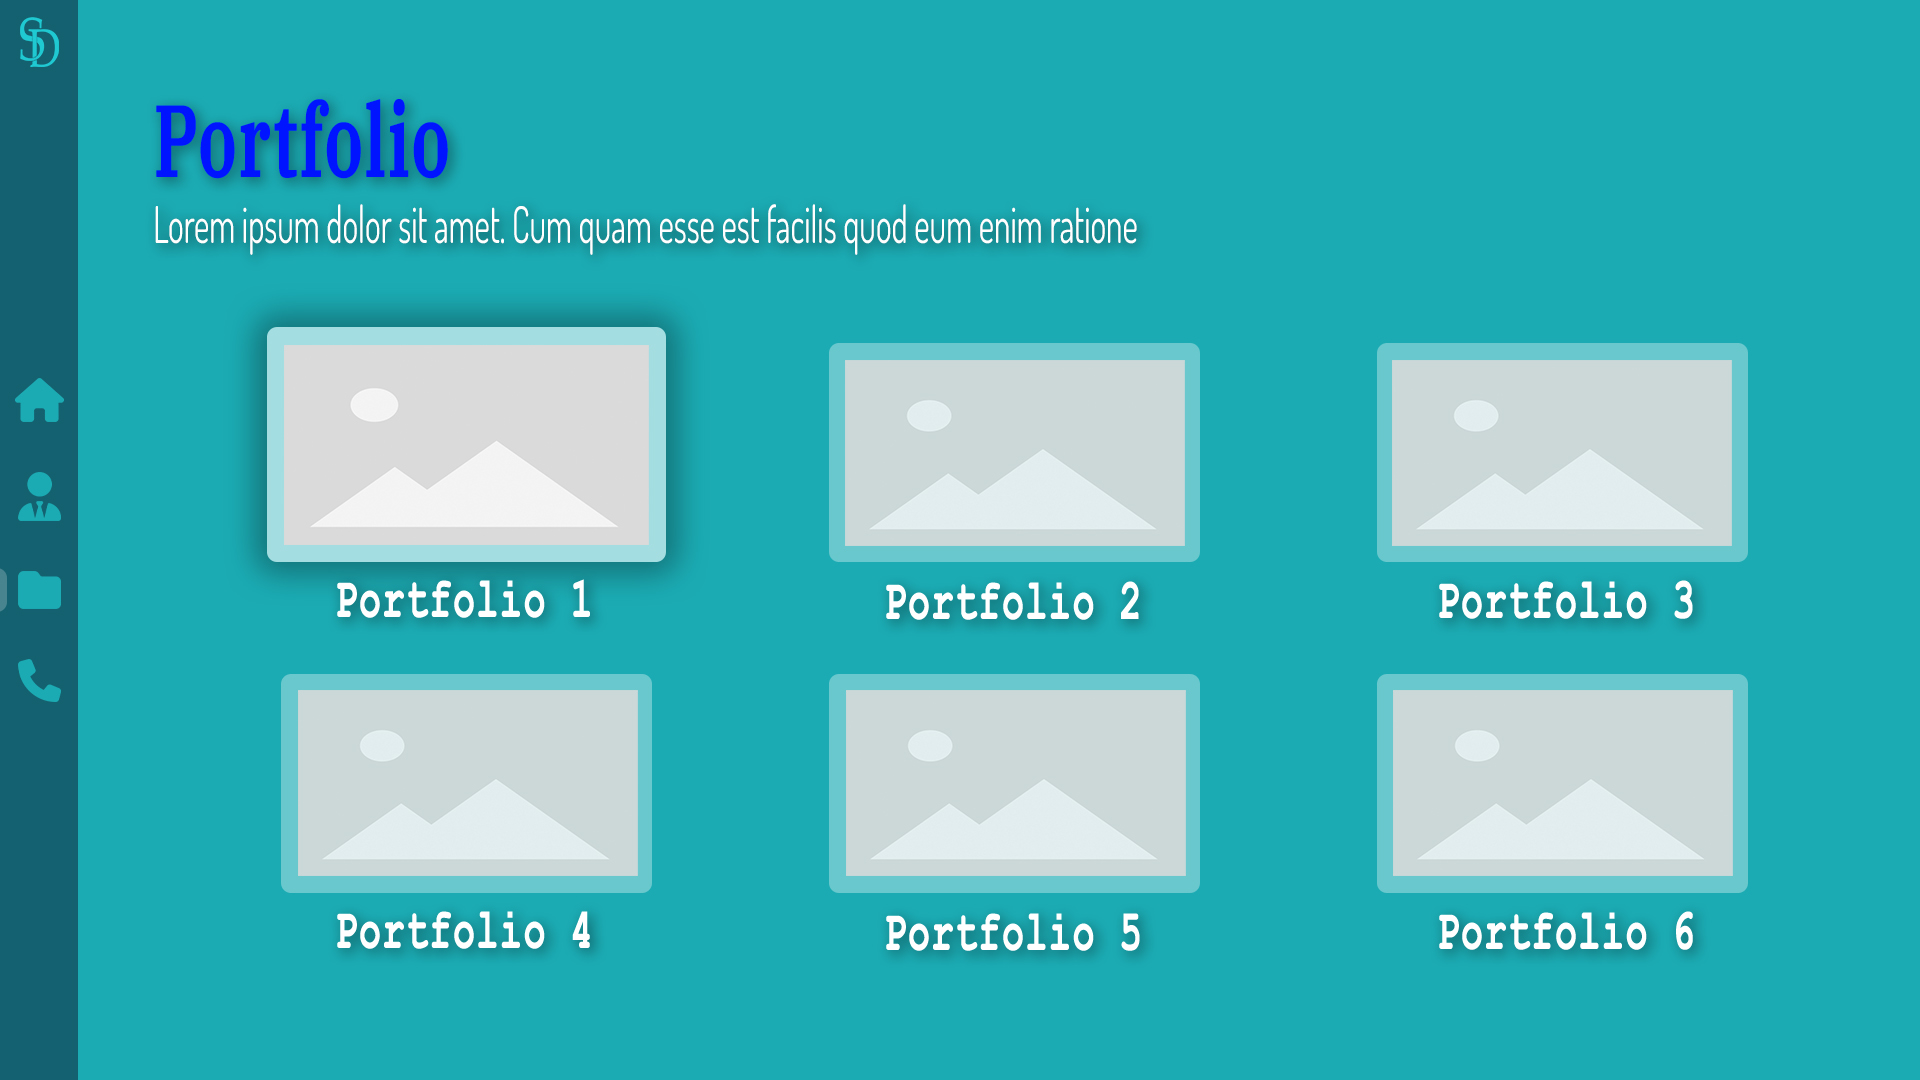 SD
Portfolio
Lorem ipsum dolor sit amet. Cum quam esse est facilis quod eum enim ratione
Portfolio 1
Portfolio 2
Portfolio 3
Portfolio 4
Portfolio 5
Portfolio 6